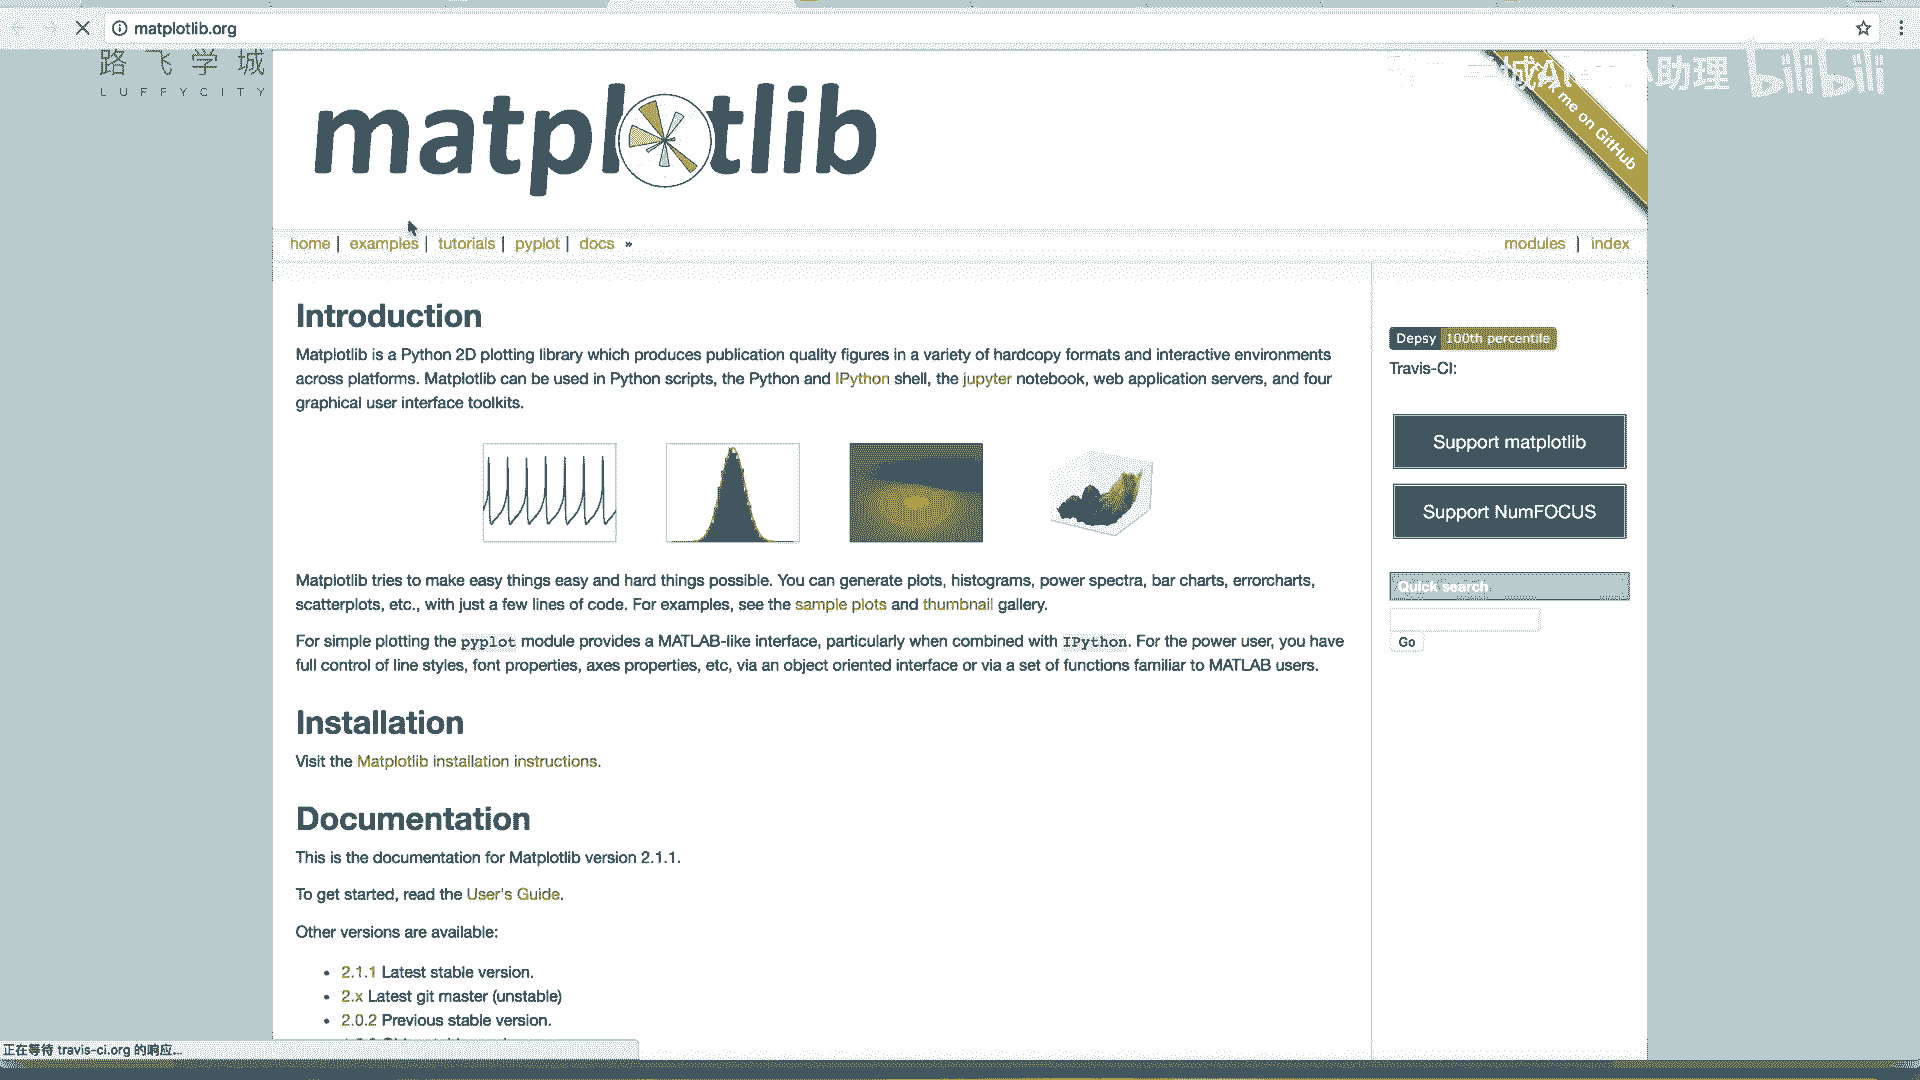 matplotlib.org
路飞学城
LUFFYCITY
助理 bilibili
me on GitHub
matplotlib
home | examples | tutorials | pyplot | docs »
modules | index
Introduction
Matplotlib is a Python 2D plotting library which produces publication quality figures in a variety of hardcopy formats and interactive environments
across platforms. Matplotlib can be used in Python scripts, the Python and IPython shell, the jupyter notebook, web application servers, and four
graphical user interface toolkits.
Matplotlib tries to make easy things easy and hard things possible. You can generate plots, histograms, power spectra, bar charts, errorcharts,
scatterplots, etc., with just a few lines of code. For examples, see the sample plots and thumbnail gallery.
For simple plotting the pyplot module provides a MATLAB-like interface, particularly when combined with IPython. For the power user, you have
full control of line styles, font properties, axes properties, etc, via an object oriented interface or via a set of functions familiar to MATLAB users.
Installation
Visit the Matplotlib installation instructions.
Documentation
This is the documentation for Matplotlib version 2.1.1.
To get started, read the User's Guide.
Other versions are available:
• 2.1.1 Latest stable version.
• 2.x Latest git master (unstable)
• 2.0.2 Previous stable version.
Depsy 100th percentile
Travis-CI:
Support matplotlib
Support NumFOCUS
Quick search
Go
正在等待 travis-ci.org 的响应...